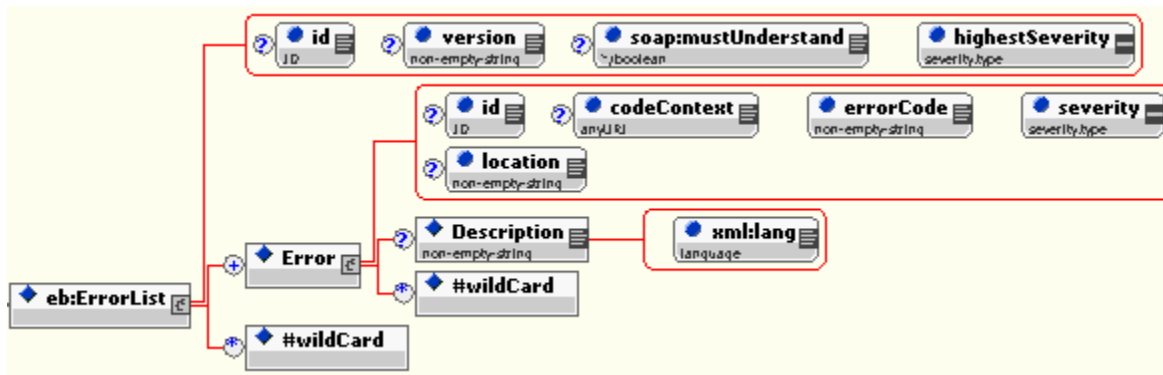 ? id ? version ? soap:mustUnderstand highestSeverity
ID non-empty-string */boolean severity.type
? id ? codeContext errorCode severity
ID anyURI non-empty-string severity.type
? location
non-empty-string
? Description xml:lang
non-empty-string language
+ Error
* #wildCard
eb:ErrorList
* #wildCard